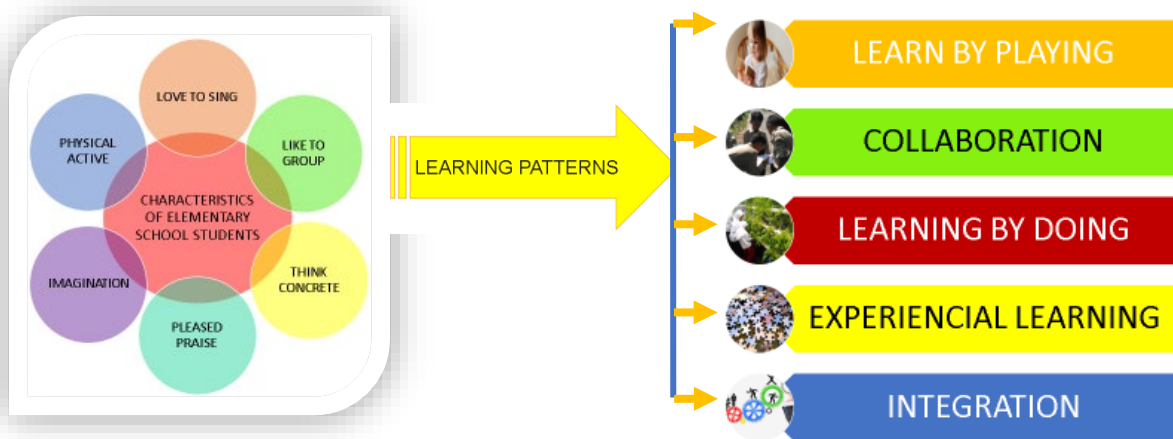 LOVE TO SING
PHYSICAL
ACTIVE
LIKE TO
GROUP
CHARACTERISTICS
OF ELEMENTARY
SCHOOL STUDENTS
IMAGINATION
THINK
CONCRETE
PLEASED
PRAISE
LEARNING PATTERNS
LEARN BY PLAYING
COLLABORATION
LEARNING BY DOING
EXPERIENCIAL LEARNING
INTEGRATION